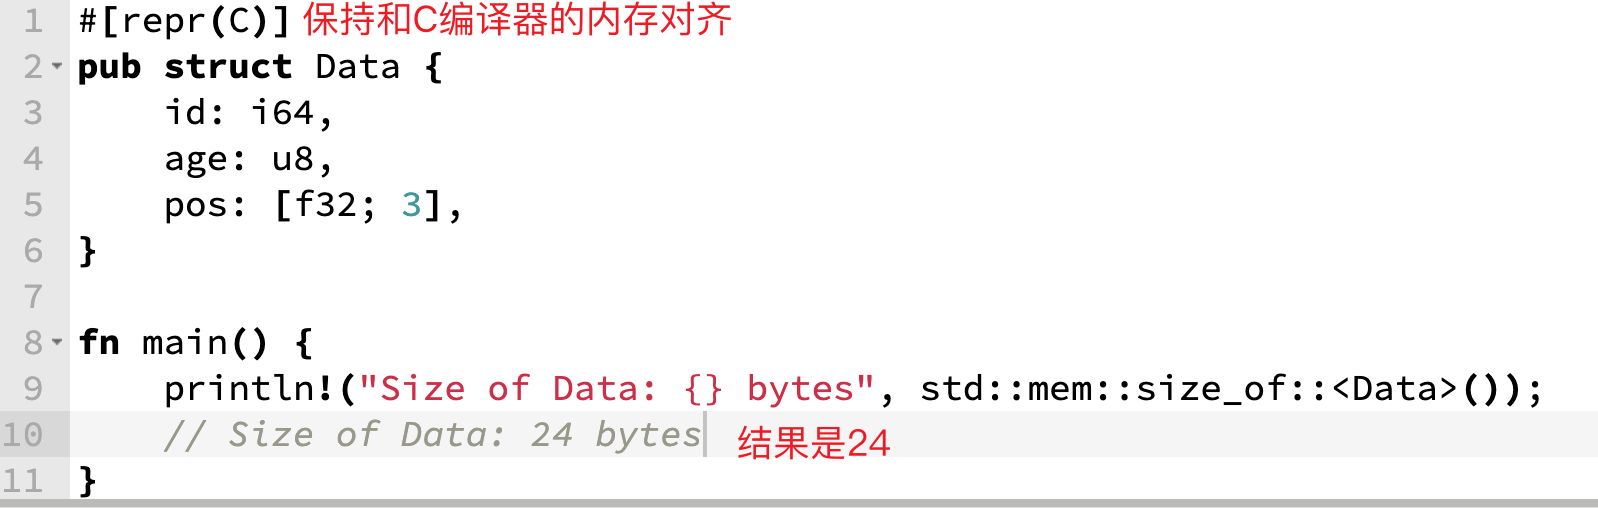 1 #[repr(C)] 保持和C编译器的内存对齐
2 pub struct Data {
3     id: i64,
4     age: u8,
5     pos: [f32; 3],
6 }
7
8 fn main() {
9     println!("Size of Data: {} bytes", std::mem::size_of::<Data>());
10     // Size of Data: 24 bytes 结果是24
11 }